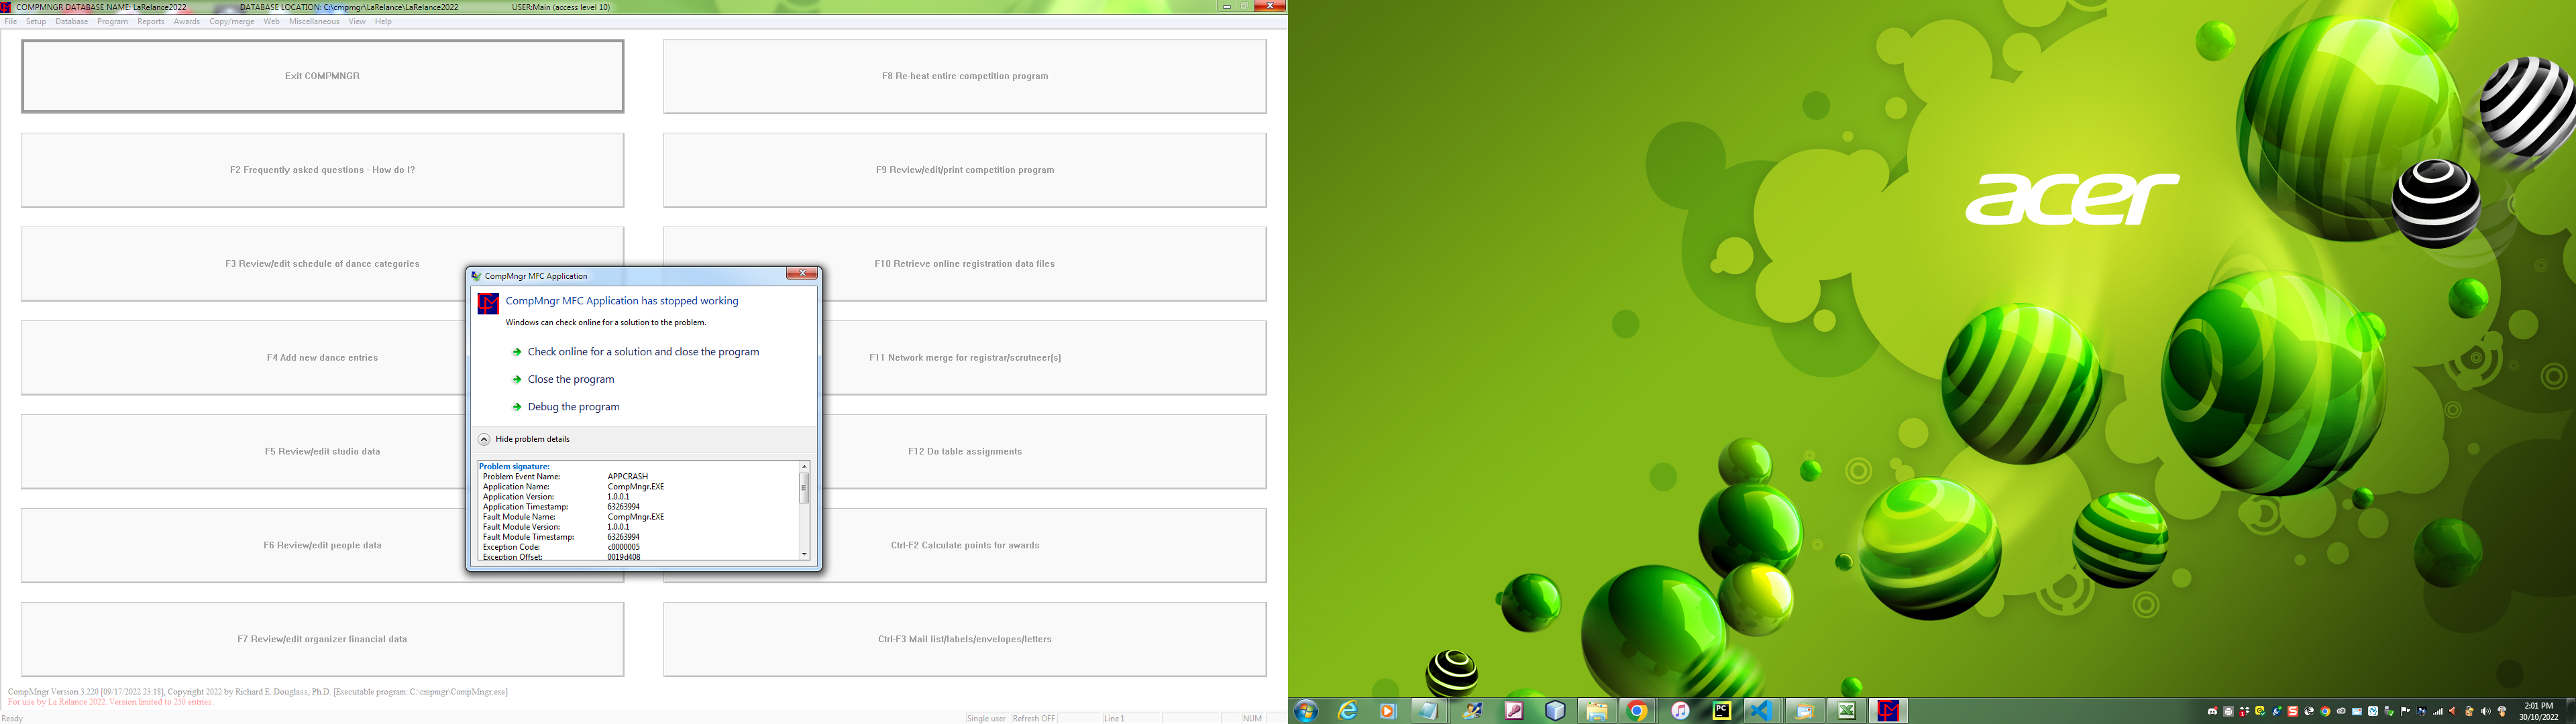 COMPMNGR DATABASE NAME: LaRelance2022 DATABASE LOCATION: C:\cmpmgr\LaRelance\LaRelance2022 USER:Main (access level 10)
File Setup Database Program Reports Awards Copy/merge Web Miscellaneous View Help
Exit COMPMNGR
F8 Re-heat entire competition program
F2 Frequently asked questions - How do I?
F9 Review/edit/print competition program
F3 Review/edit schedule of dance categories
F10 Retrieve online registration data files
F4 Add new dance entries
F11 Network merge for registrar/scrutneer(s)
F5 Review/edit studio data
F12 Do table assignments
F6 Review/edit people data
Ctrl-F2 Calculate points for awards
F7 Review/edit organizer financial data
Ctrl-F3 Mail list/labels/envelopes/letters
CompMngr MFC Application
CompMngr MFC Application has stopped working
Windows can check online for a solution to the problem.
Check online for a solution and close the program
Close the program
Debug the program
Hide problem details
Problem signature:
Problem Event Name: APPCRASH
Application Name: CompMngr.EXE
Application Version: 1.0.0.1
Application Timestamp: 63263994
Fault Module Name: CompMngr.EXE
Fault Module Version: 1.0.0.1
Fault Module Timestamp: 63263994
Exception Code: c0000005
Exception Offset: 0019d408
CompMngr Version 3.220 [09/17/2022 23:18], Copyright 2022 by Richard E. Douglass, Ph.D. [Executable program: C:\cmpmgr\CompMngr.exe]
For use by La Relance 2022. Version limited to 250 entries.
Ready Single user Refresh OFF Line 1 NUM
acer
PC
2:01 PM
30/10/2022